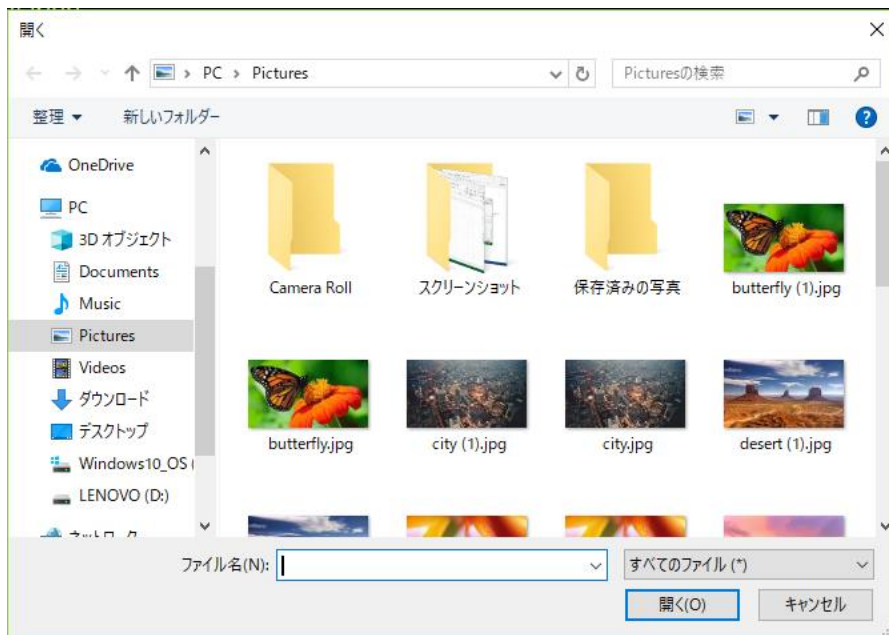 開く
PC
Pictures
Picturesの検索
整理
新しいフォルダー
OneDrive
PC
3D オブジェクト
Documents
Music
Pictures
Videos
ダウンロード
デスクトップ
Windows10_OS (
LENOVO (D:)
Camera Roll
スクリーンショット
保存済みの写真
butterfly (1).jpg
butterfly.jpg
city (1).jpg
city.jpg
desert (1).jpg
ファイル名(N):
すべてのファイル (*)
開く(O)
キャンセル